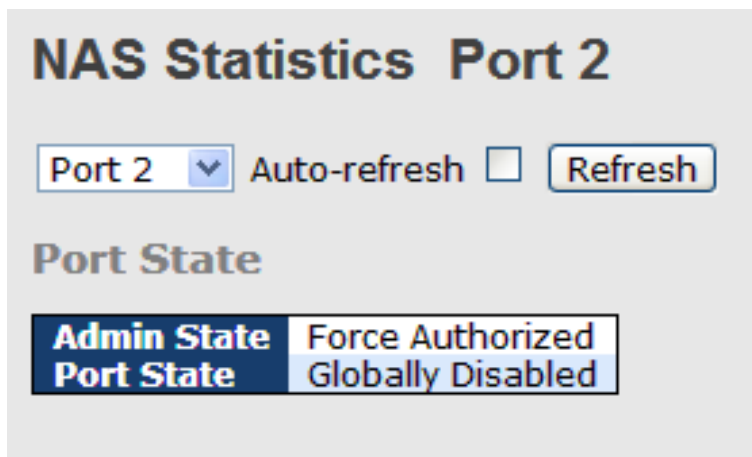 NAS Statistics Port 2
Port 2 Auto-refresh Refresh
Port State
Admin State Force Authorized
Port State Globally Disabled